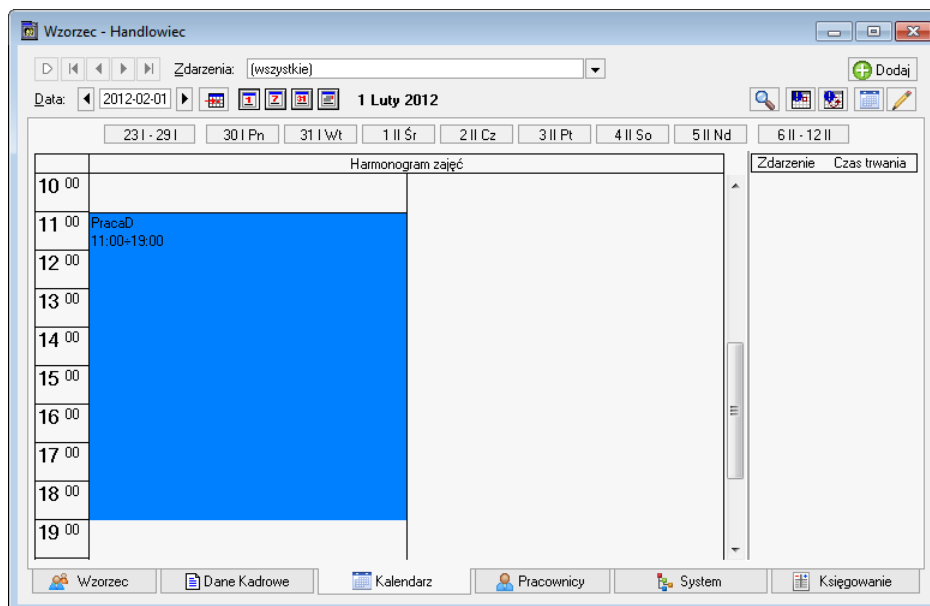 Wzorzec - Handlowiec
Zdarzenia: (wszystkie) Dodaj
Data: 2012-02-01 1 7 31 1 Luty 2012
23 I - 29 I 30 I Pn 31 I Wt 1 II Śr 2 II Cz 3 II Pt 4 II So 5 II Nd 6 II - 12 II
Harmonogram zajęć Zdarzenie Czas trwania
10 00
11 00 PracaD
11:00÷19:00
12 00
13 00
14 00
15 00
16 00
17 00
18 00
19 00
Wzorzec Dane Kadrowe Kalendarz Pracownicy System Księgowanie